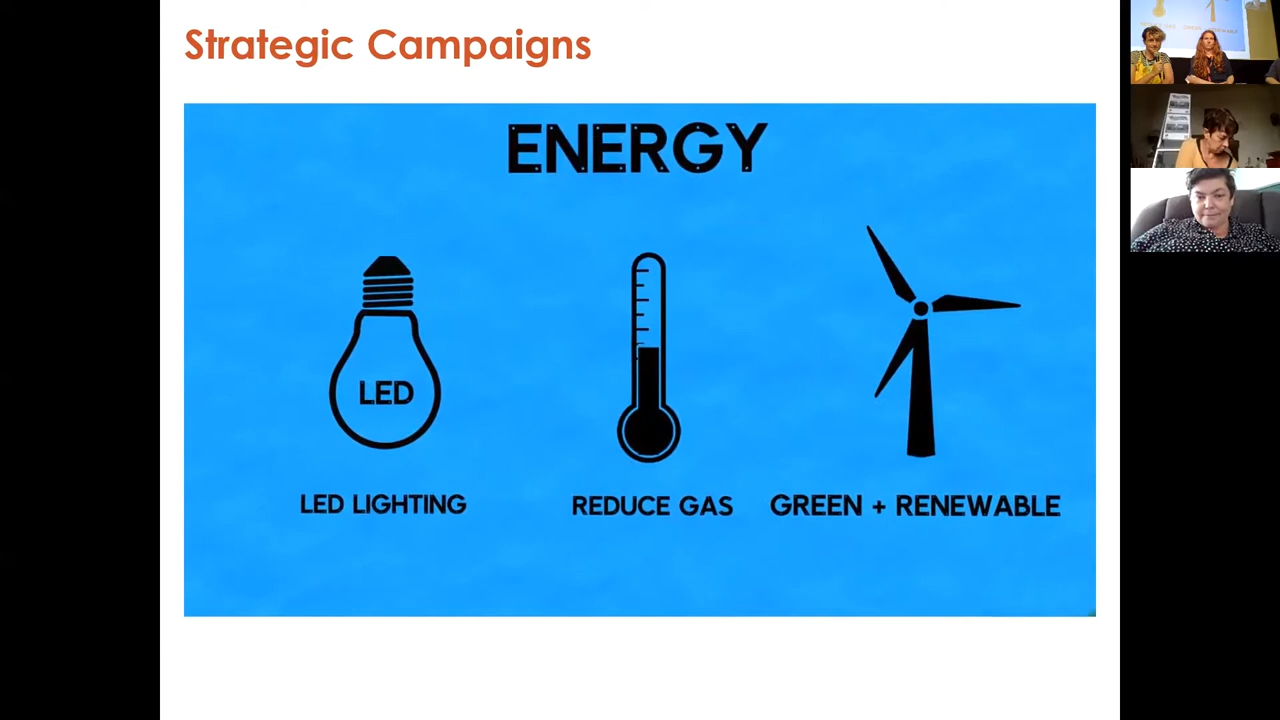 Strategic Campaigns
ENERGY
LED
LED LIGHTING
REDUCE GAS
GREEN + RENEWABLE